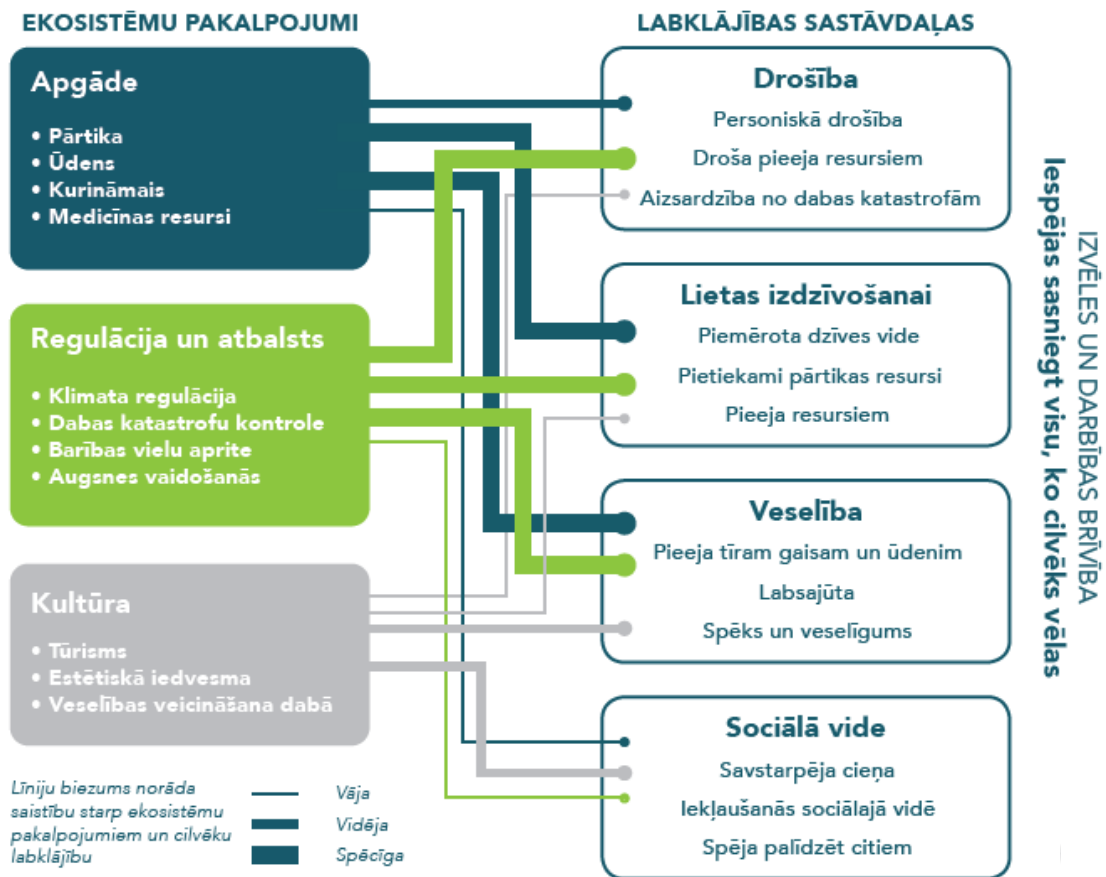 EKOSISTĒMU PAKALPOJUMI
Apgāde
• Pārtika
• Ūdens
• Kurināmais
• Medicīnas resursi
Regulācija un atbalsts
• Klimata regulācija
• Dabas katastrofu kontrole
• Barības vielu aprite
• Augsnes vaidošanās
Kultūra
• Tūrisms
• Estētiskā iedvesma
• Veselības veicināšana dabā
LABKLĀJĪBAS SASTĀVDAĻAS
Drošība
Personiskā drošība
Droša pieeja resursiem
Aizsardzība no dabas katastrofām
Lietas izdzīvošanai
Piemērota dzīves vide
Pietiekami pārtikas resursi
Pieeja resursiem
Veselība
Pieeja tīram gaisam un ūdenim
Labsajūta
Spēks un veselīgums
Sociālā vide
Savstarpēja cieņa
Iekļaušanās sociālajā vidē
Spēja palīdzēt citiem
IZVĒLES UN DARBĪBAS BRĪVĪBA
Iespējas sasniegt visu, ko cilvēks vēlas
Līniju biezums norāda
saistību starp ekosistēmu
pakalpojumiem un cilvēku
labklājību
Vāja
Vidēja
Spēcīga